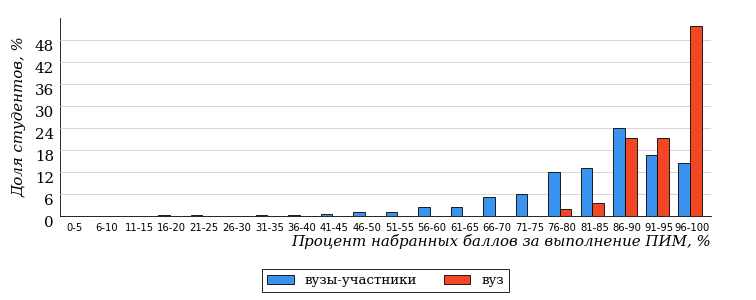 Доля студентов, %
48
42
36
30
24
18
12
6
0
0-5 6-10 11-15 16-20 21-25 26-30 31-35 36-40 41-45 46-50 51-55 56-60 61-65 66-70 71-75 76-80 81-85 86-90 91-95 96-100
Процент набранных баллов за выполнение ПИМ, %
вузы-участники вуз